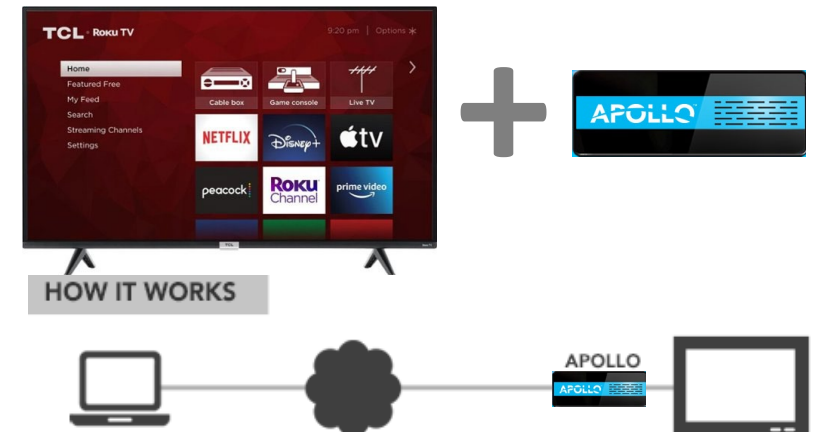 TCL · Roku TV
9:20 pm | Options ✱
Home
Featured Free
My Feed
Search
Streaming Channels
Settings
Cable box
Game console
Live TV
NETFLIX
Disney+
tv
peacock
Roku
Channel
prime video
TCL
APOLLO
HOW IT WORKS
APOLLO
APOLLO